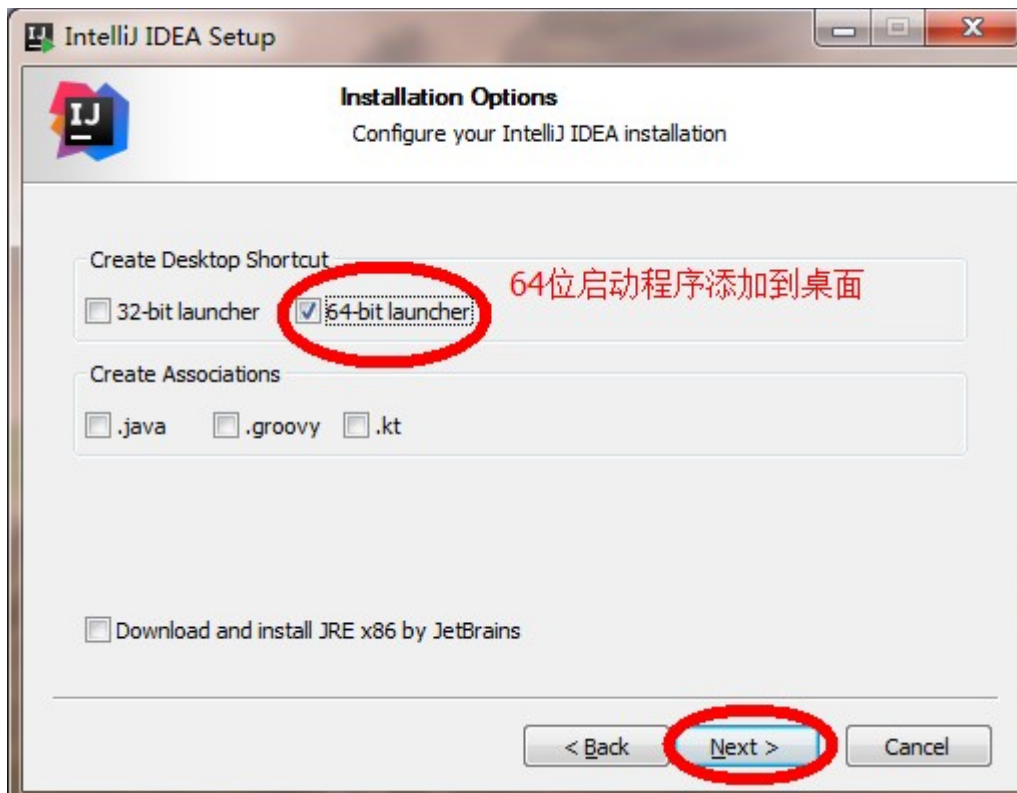 IntelliJ IDEA Setup
IJ
Installation Options
Configure your IntelliJ IDEA installation
Create Desktop Shortcut
64位启动程序添加到桌面
32-bit launcher 64-bit launcher
Create Associations
.java .groovy .kt
Download and install JRE x86 by JetBrains
< Back Next > Cancel